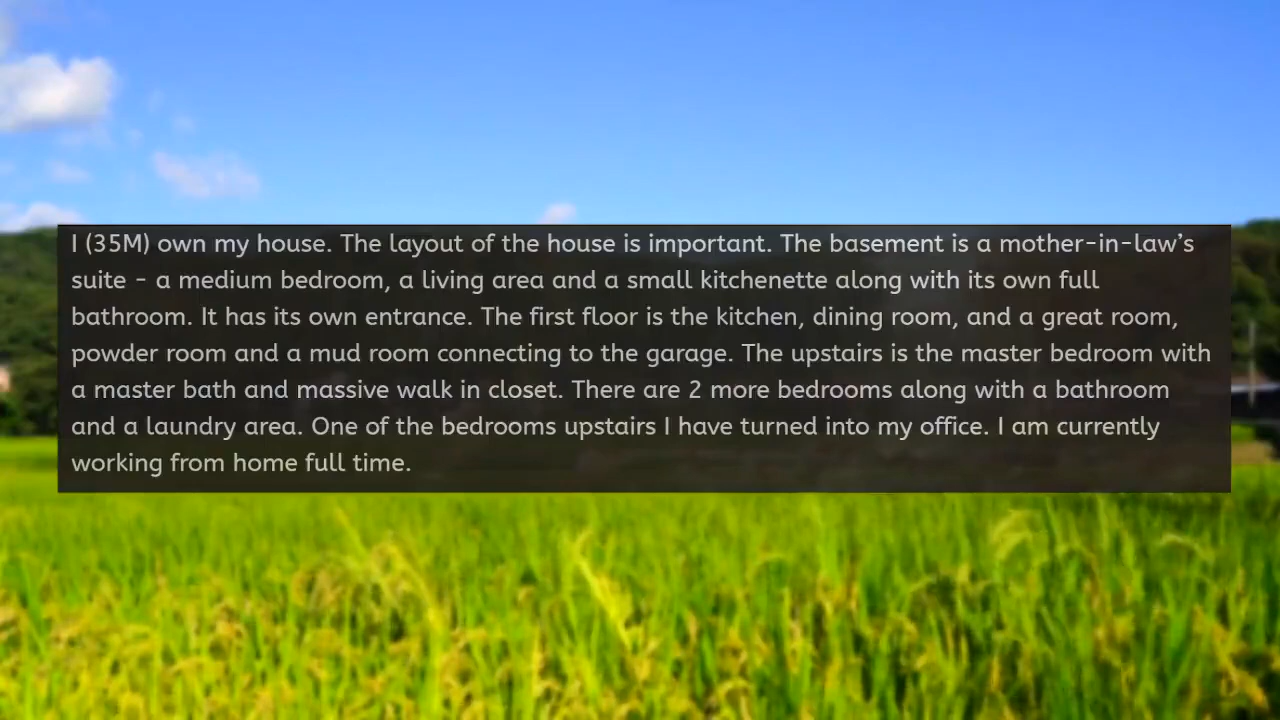 I (35M) own my house. The layout of the house is important. The basement is a mother-in-law’s
suite - a medium bedroom, a living area and a small kitchenette along with its own full
bathroom. It has its own entrance. The first floor is the kitchen, dining room, and a great room,
powder room and a mud room connecting to the garage. The upstairs is the master bedroom with
a master bath and massive walk in closet. There are 2 more bedrooms along with a bathroom
and a laundry area. One of the bedrooms upstairs I have turned into my office. I am currently
working from home full time.